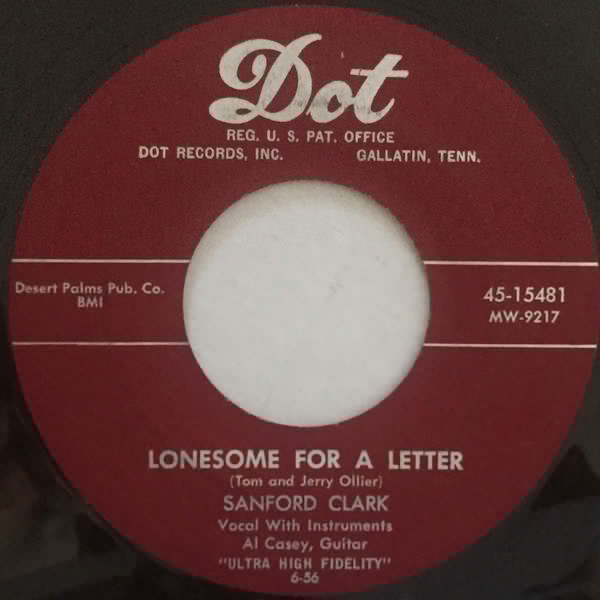 Dot
REG. U. S. PAT. OFFICE
DOT RECORDS, INC. GALLATIN, TENN.
Desert Palms Pub. Co.
BMI
45-15481
MW-9217
LONESOME FOR A LETTER
(Tom and Jerry Ollier)
SANFORD CLARK
Vocal With Instruments
Al Casey, Guitar
"ULTRA HIGH FIDELITY"
6-56